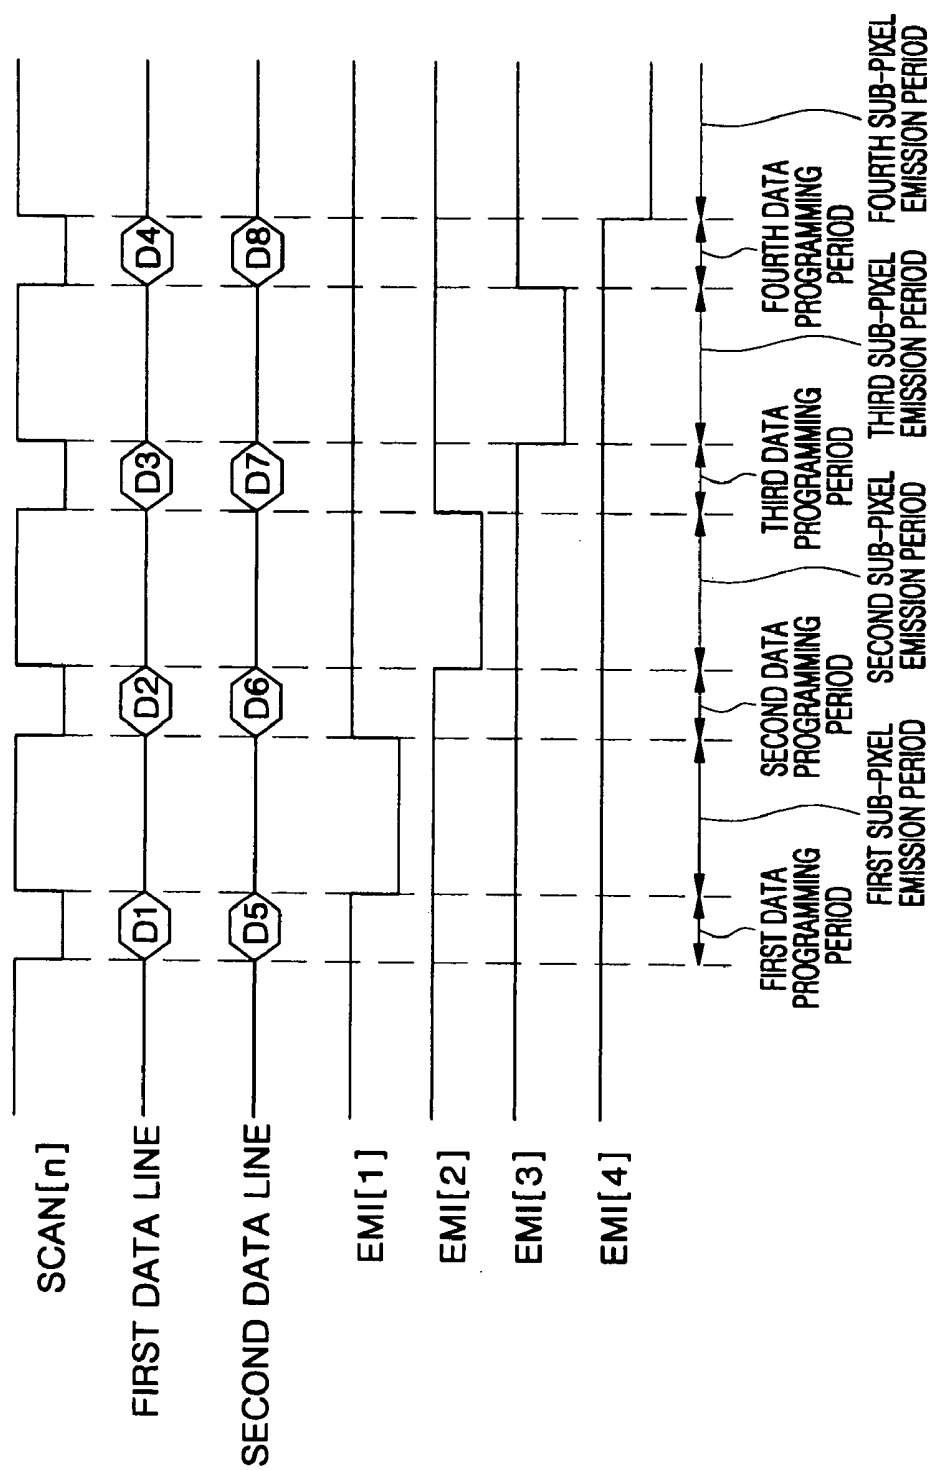 SCAN[n]
FIRST DATA LINE
D1
D2
D3
D4
SECOND DATA LINE
D5
D6
D7
D8
EMI[1]
EMI[2]
EMI[3]
EMI[4]
FIRST DATA
PROGRAMMING
PERIOD
SECOND DATA
PROGRAMMING
PERIOD
THIRD DATA
PROGRAMMING
PERIOD
FOURTH DATA
PROGRAMMING
PERIOD
FIRST SUB-PIXEL
EMISSION PERIOD
SECOND SUB-PIXEL
EMISSION PERIOD
THIRD SUB-PIXEL
EMISSION PERIOD
FOURTH SUB-PIXEL
EMISSION PERIOD